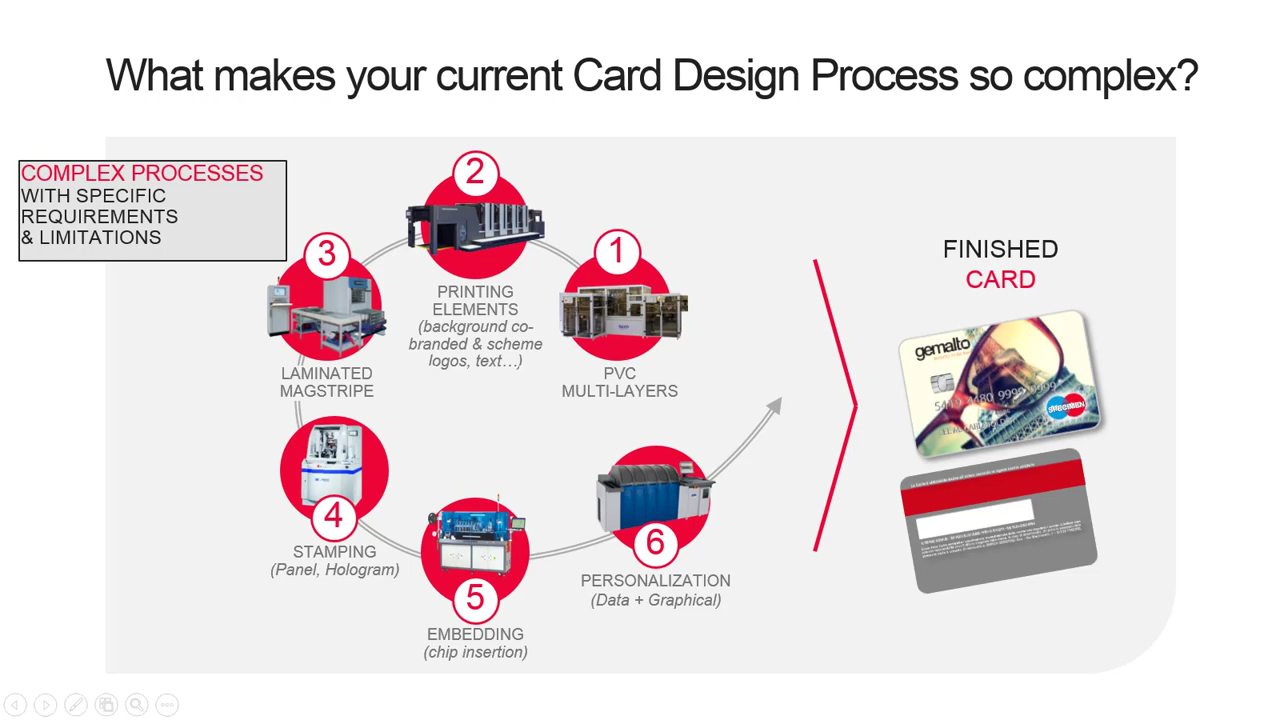 What makes your current Card Design Process so complex?
COMPLEX PROCESSES
WITH SPECIFIC
REQUIREMENTS
& LIMITATIONS
1
PVC
MULTI-LAYERS
2
PRINTING
ELEMENTS
(background co-
branded & scheme
logos, text…)
3
LAMINATED
MAGSTRIPE
4
STAMPING
(Panel, Hologram)
5
EMBEDDING
(chip insertion)
6
PERSONALIZATION
(Data + Graphical)
FINISHED
CARD
gemalto
9999
SPECIMEN